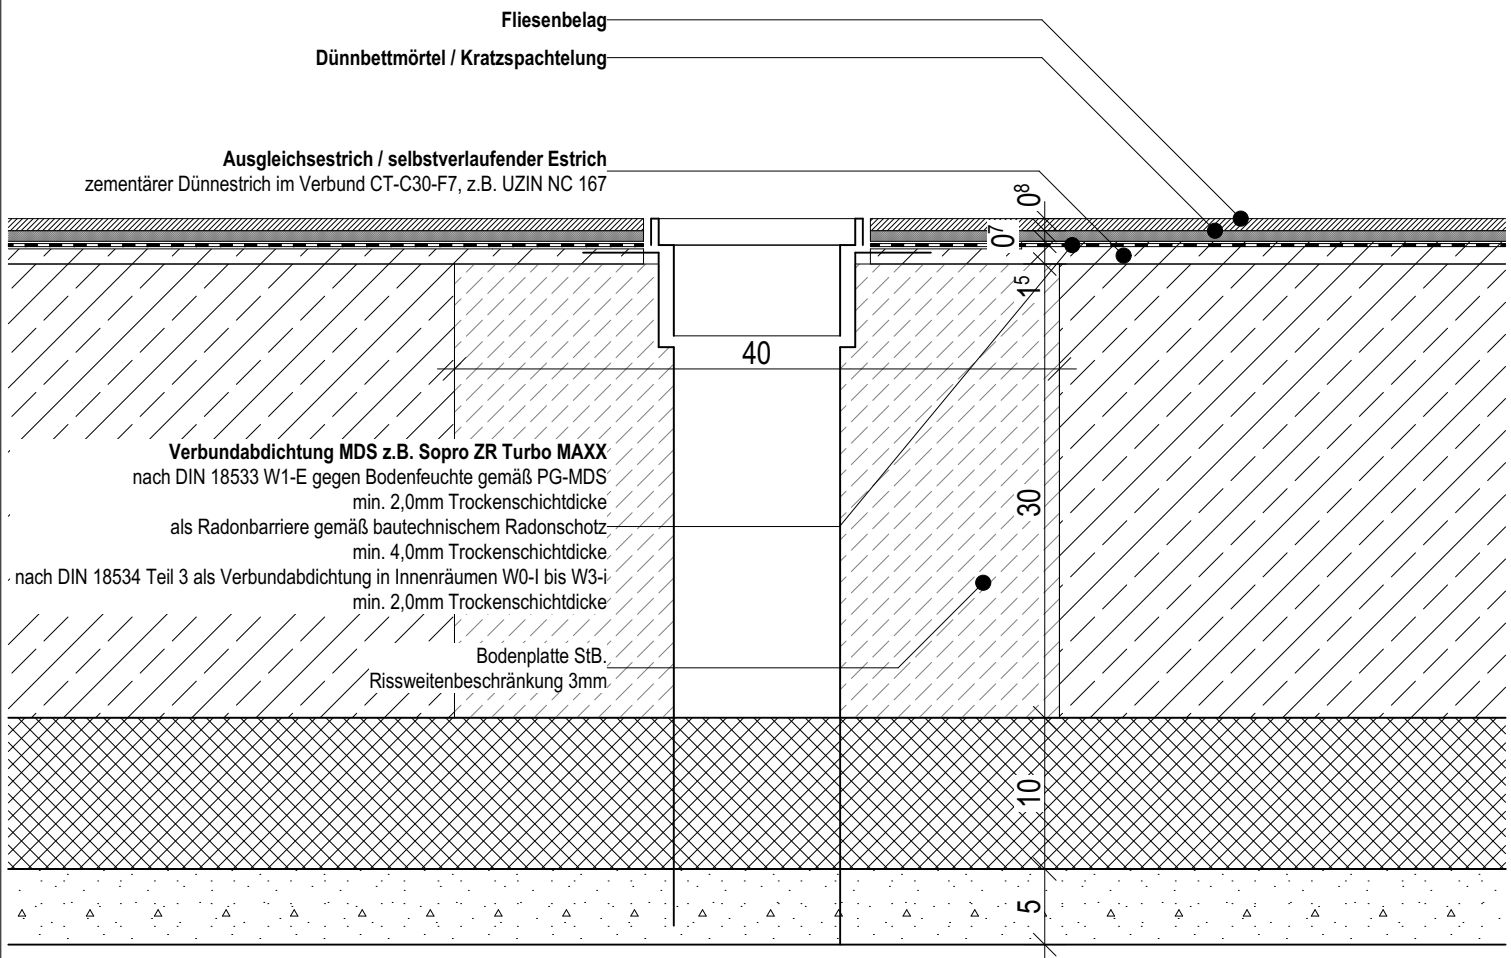 Fliesenbelag
Dünnbettmörtel / Kratzspachtelung
Ausgleichsestrich / selbstverlaufender Estrich
zementärer Dünnestrich im Verbund CT-C30-F7, z.B. UZIN NC 167
0⁸
0⁷
1⁵
40
Verbundabdichtung MDS z.B. Sopro ZR Turbo MAXX
nach DIN 18533 W1-E gegen Bodenfeuchte gemäß PG-MDS
min. 2,0mm Trockenschichtdicke
als Radonbarriere gemäß bautechnischem Radonschotz
min. 4,0mm Trockenschichtdicke
nach DIN 18534 Teil 3 als Verbundabdichtung in Innenräumen W0-I bis W3-i
min. 2,0mm Trockenschichtdicke
30
Bodenplatte StB.
Rissweitenbeschränkung 3mm
10
5